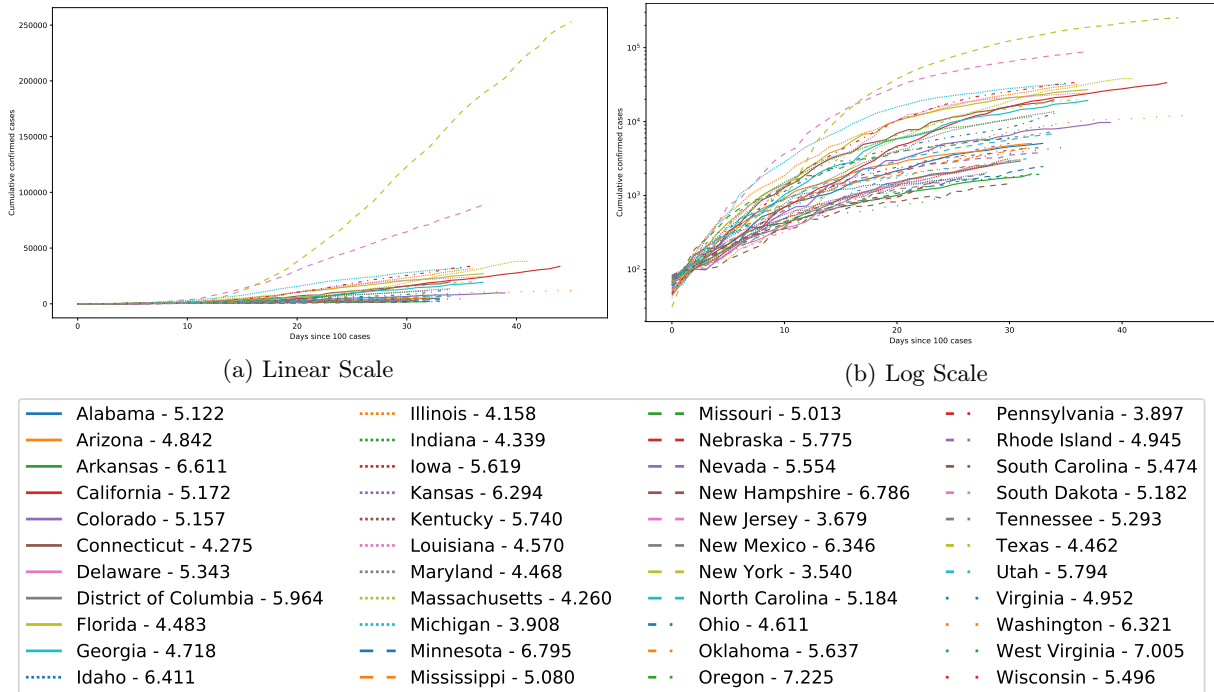 250000
200000
150000
100000
50000
0
Cumulative confirmed cases
0 10 20 30 40
Days since 100 cases
(a) Linear Scale
10^5
10^4
10^3
10^2
Cumulative confirmed cases
0 10 20 30 40
Days since 100 cases
(b) Log Scale
Alabama - 5.122
Arizona - 4.842
Arkansas - 6.611
California - 5.172
Colorado - 5.157
Connecticut - 4.275
Delaware - 5.343
District of Columbia - 5.964
Florida - 4.483
Georgia - 4.718
Idaho - 6.411
Illinois - 4.158
Indiana - 4.339
Iowa - 5.619
Kansas - 6.294
Kentucky - 5.740
Louisiana - 4.570
Maryland - 4.468
Massachusetts - 4.260
Michigan - 3.908
Minnesota - 6.795
Mississippi - 5.080
Missouri - 5.013
Nebraska - 5.775
Nevada - 5.554
New Hampshire - 6.786
New Jersey - 3.679
New Mexico - 6.346
New York - 3.540
North Carolina - 5.184
Ohio - 4.611
Oklahoma - 5.637
Oregon - 7.225
Pennsylvania - 3.897
Rhode Island - 4.945
South Carolina - 5.474
South Dakota - 5.182
Tennessee - 5.293
Texas - 4.462
Utah - 5.794
Virginia - 4.952
Washington - 6.321
West Virginia - 7.005
Wisconsin - 5.496